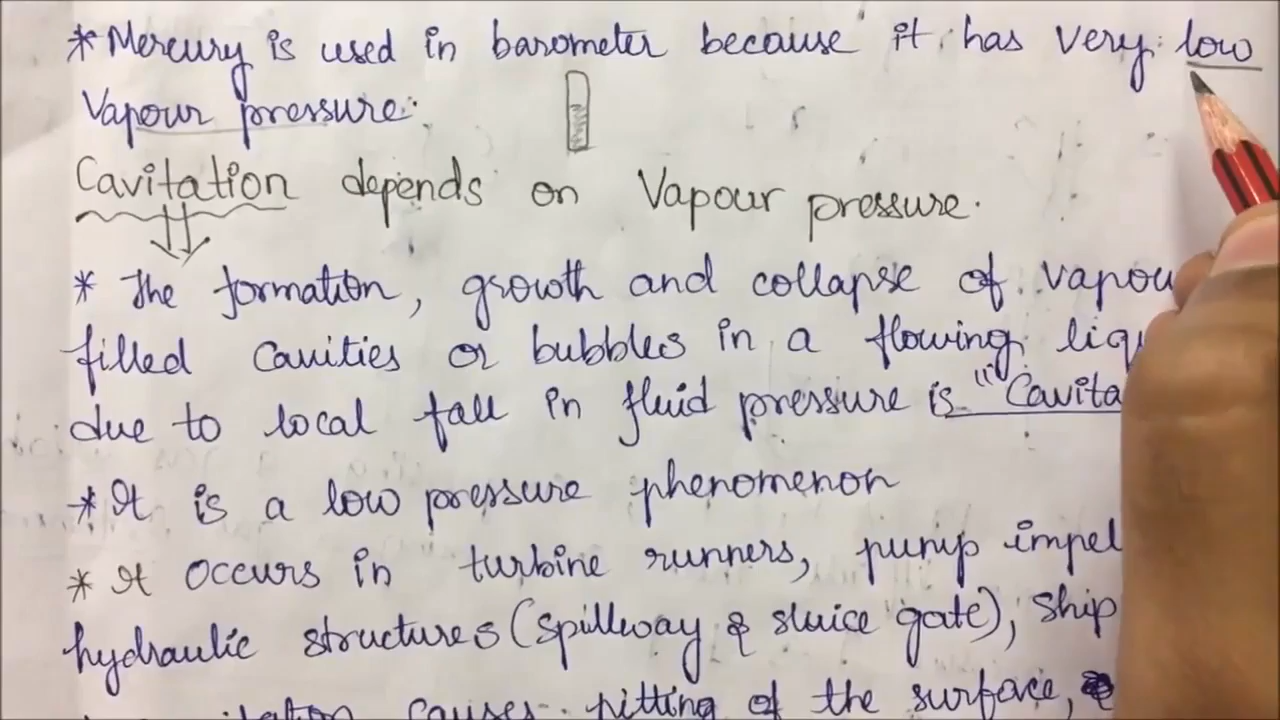 * Mercury is used in barometer because it has very low
Vapour pressure.
Cavitation depends on Vapour pressure.
* The formation, growth and collapse of vapou
filled cavities or bubbles in a flowing liq
due to local fall in fluid pressure is "Cavita
* It is a low pressure phenomenon
* It occurs in turbine runners, pump impel
hydraulic structures (spillway & sluice gate), ship
causes pitting of the surface,